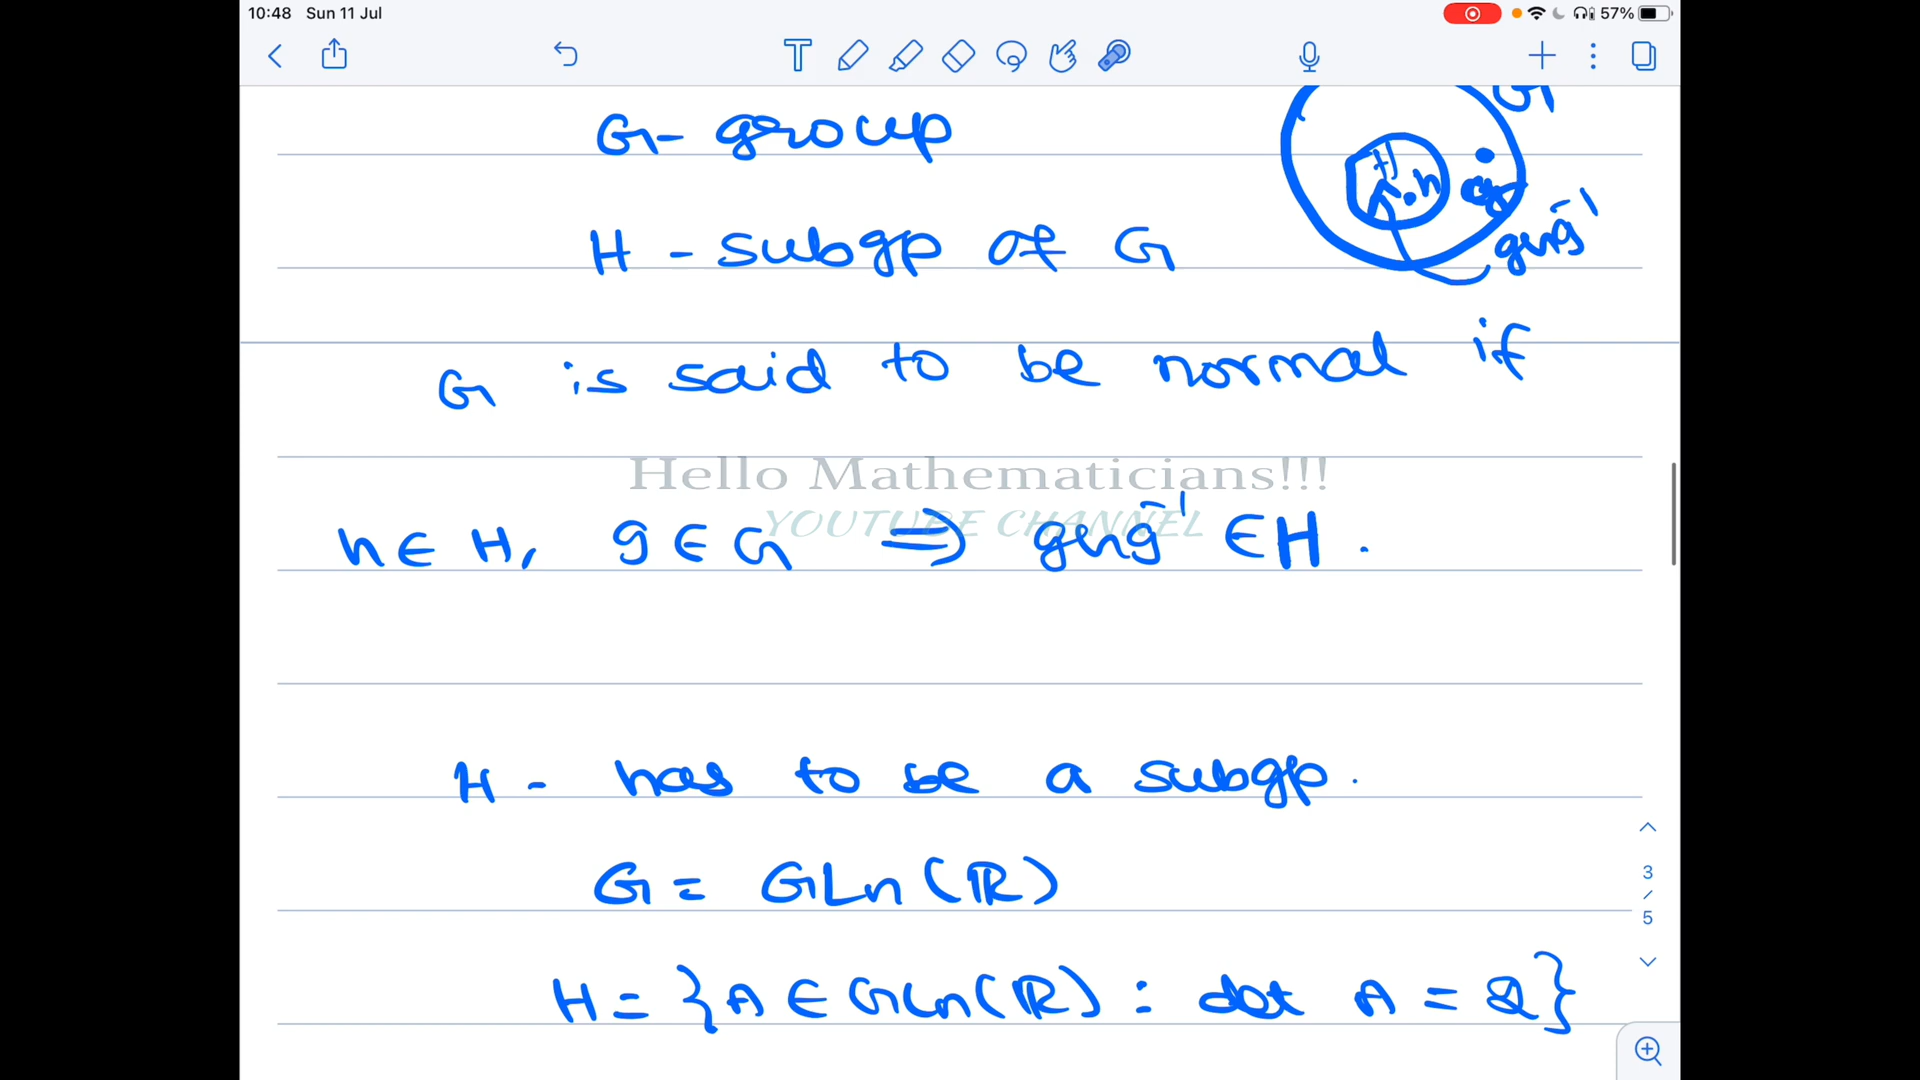 10:48 Sun 11 Jul
57%
G - group
G
H
h
g
ghg⁻¹
H - subgp of G
G is said to be normal if
Hello Mathematicians!!!
YOUTUBE CHANNEL
h ∈ H, g ∈ G ⇒ ghg⁻¹ ∈ H.
H - has to be a subgp.
G = GLn(ℝ)
3
/
5
H = {A ∈ GLn(ℝ) : det A = 2}